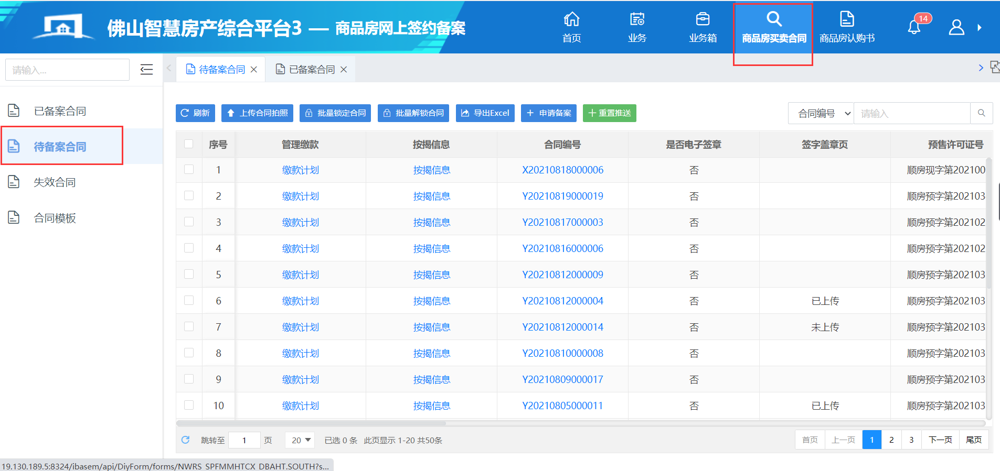 佛山智慧房产综合平台3 — 商品房网上签约备案
首页
业务
业务箱
商品房买卖合同
商品房认购书
14
请输入...
待备案合同
已备案合同
已备案合同
待备案合同
失效合同
合同模板
刷新 上传合同拍照 批量锁定合同 批量解锁合同 导出Excel 申请备案 重置推送
合同编号 请输入
序号 管理缴款 按揭信息 合同编号 是否电子签章 签字盖章页 预售许可证号
1 缴款计划 按揭信息 X20210818000006 否 顺房现字第202100
2 缴款计划 按揭信息 Y20210819000019 否 顺房预字第202103
3 缴款计划 按揭信息 Y20210817000003 否 顺房预字第202102
4 缴款计划 按揭信息 Y20210816000006 否 顺房预字第202102
5 缴款计划 按揭信息 Y20210812000009 否 顺房预字第202103
6 缴款计划 按揭信息 Y20210812000004 否 已上传 顺房预字第202103
7 缴款计划 按揭信息 Y20210812000014 否 未上传 顺房预字第202103
8 缴款计划 按揭信息 Y20210810000008 否 顺房预字第202103
9 缴款计划 按揭信息 Y20210809000017 否 顺房预字第202103
10 缴款计划 按揭信息 Y20210805000011 否 已上传 顺房预字第202103
跳转至 1 页 20 已选 0 条 此页显示 1-20 共50条
首页 上一页 1 2 3 下一页 尾页
19.130.189.5:8324/ibasem/api/DiyForm/forms/NWRS_SPFMMHTCX_DBAHT.SOUTH?s...